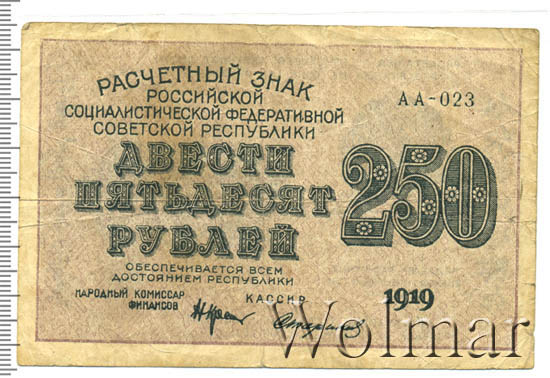 РАСЧЕТНЫЙ ЗНАК
РОССИЙСКОЙ
СОЦИАЛИСТИЧЕСКОЙ ФЕДЕРАТИВНОЙ
СОВЕТСКОЙ РЕСПУБЛИКИ
АА-023
ДВЕСТИ
ПЯТЬДЕСЯТ
РУБЛЕЙ
250
ОБЕСПЕЧИВАЕТСЯ ВСЕМ
ДОСТОЯНИЕМ РЕСПУБЛИКИ
НАРОДНЫЙ КОМИССАР
ФИНАНСОВ
КАССИР
1919
Wolmar